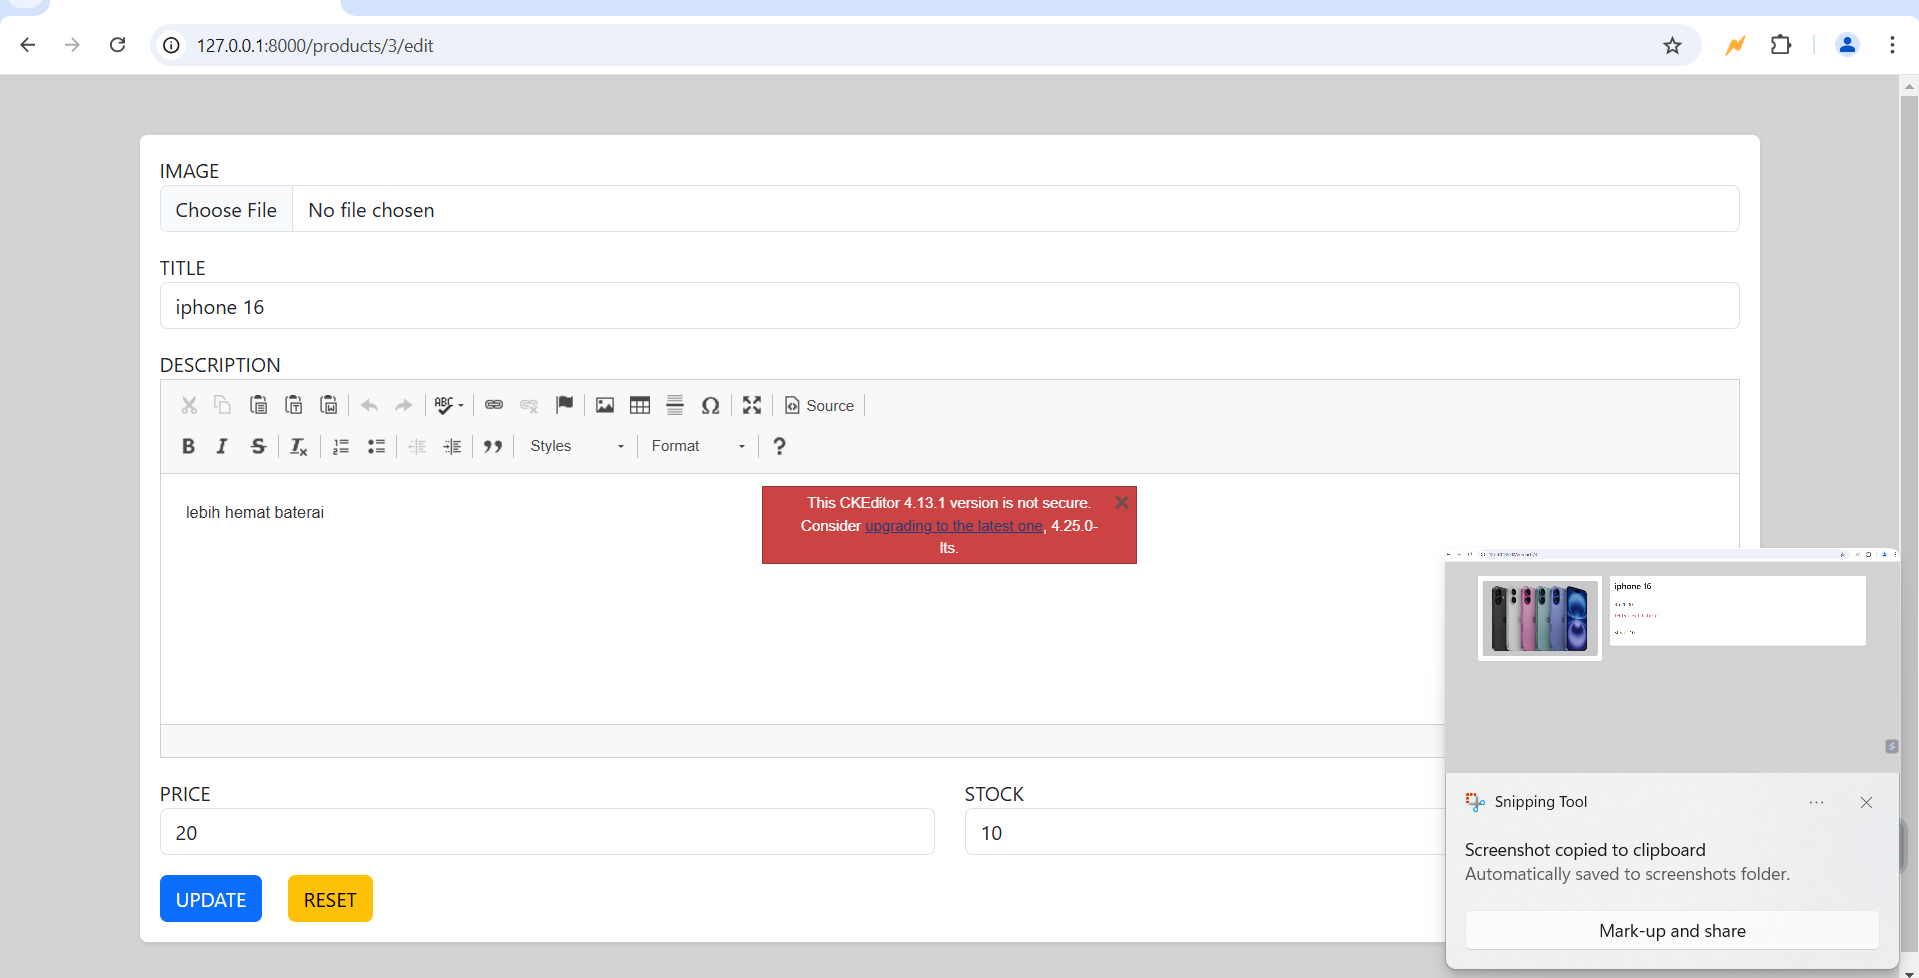 127.0.0.1:8000/products/3/edit
IMAGE
Choose File No file chosen
TITLE
iphone 16
DESCRIPTION
ABC
Source
B I S Ix
Styles Format ?
lebih hemat baterai
This CKEditor 4.13.1 version is not secure.
Consider upgrading to the latest one, 4.25.0-
lts.
iphone 16
PRICE STOCK
20 10
UPDATE RESET
Snipping Tool
Screenshot copied to clipboard
Automatically saved to screenshots folder.
Mark-up and share